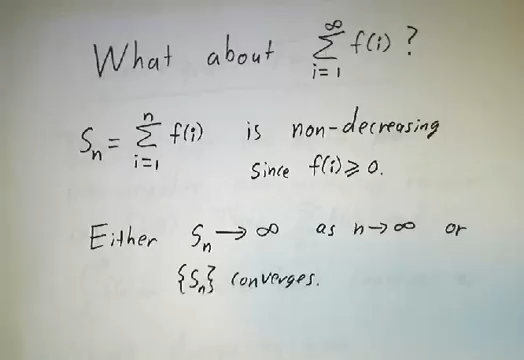 What about ∑_{i=1}^{∞} f(i) ?
S_n = ∑_{i=1}^{n} f(i) is non-decreasing
since f(i) ⩾ 0.
Either S_n → ∞ as n → ∞ or
{S_n} converges.